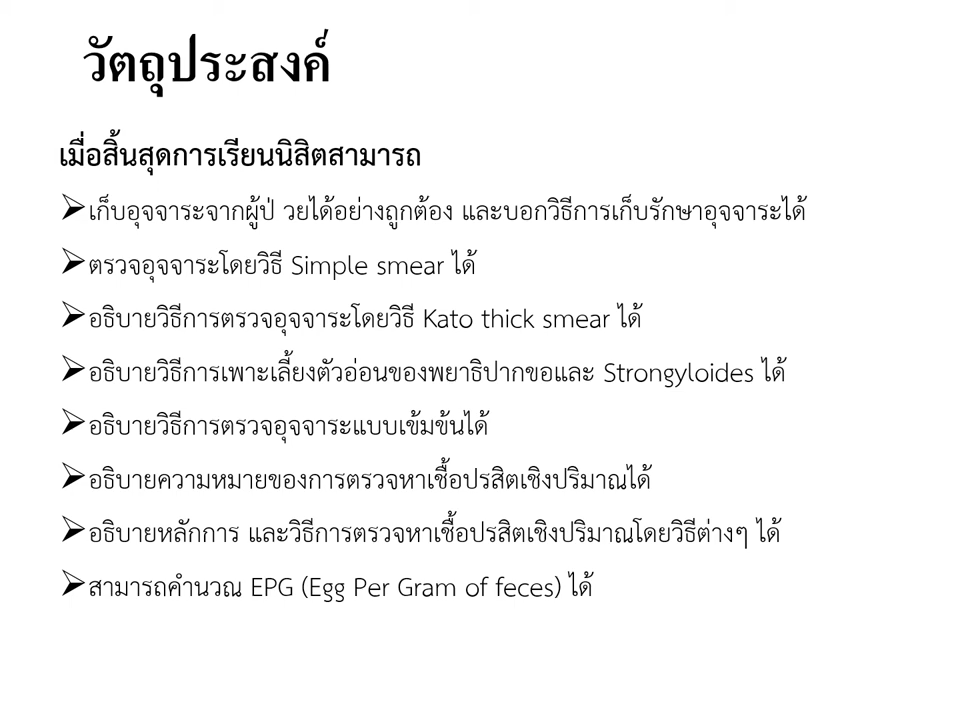 วัตถุประสงค์
เมื่อสิ้นสุดการเรียนนิสิตสามารถ
➢เก็บอุจจาระจากผู้ป่ วยได้อย่างถูกต้อง และบอกวิธีการเก็บรักษาอุจจาระได้
➢ตรวจอุจจาระโดยวิธี Simple smear ได้
➢อธิบายวิธีการตรวจอุจจาระโดยวิธี Kato thick smear ได้
➢อธิบายวิธีการเพาะเลี้ยงตัวอ่อนของพยาธิปากขอและ Strongyloides ได้
➢อธิบายวิธีการตรวจอุจจาระแบบเข้มข้นได้
➢อธิบายความหมายของการตรวจหาเชื้อปรสิตเชิงปริมาณได้
➢อธิบายหลักการ และวิธีการตรวจหาเชื้อปรสิตเชิงปริมาณโดยวิธีต่างๆ ได้
➢สามารถคำนวณ EPG (Egg Per Gram of feces) ได้